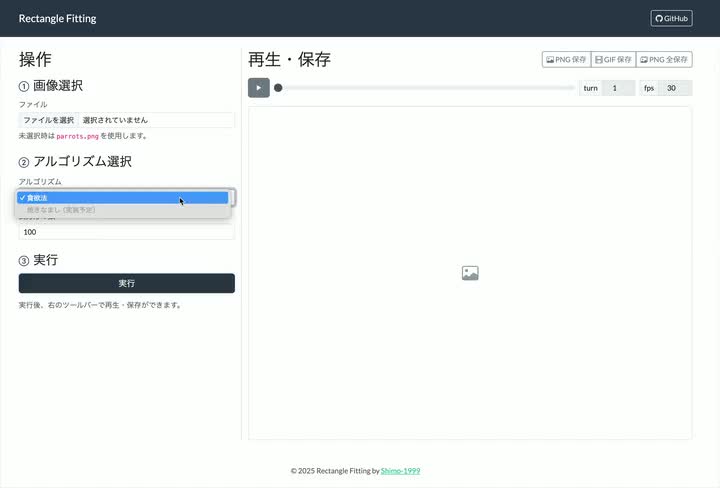 Rectangle Fitting
GitHub
操作
① 画像選択
ファイル
ファイルを選択 選択されていません
未選択時は parrots.png を使用します。
② アルゴリズム選択
アルゴリズム
✓ 貪欲法
焼きなまし (実装予定)
100
③ 実行
実行
実行後、右のツールバーで再生・保存ができます。
再生・保存
PNG 保存 GIF 保存 PNG 全保存
turn 1 fps 30
© 2025 Rectangle Fitting by Shimo-1999